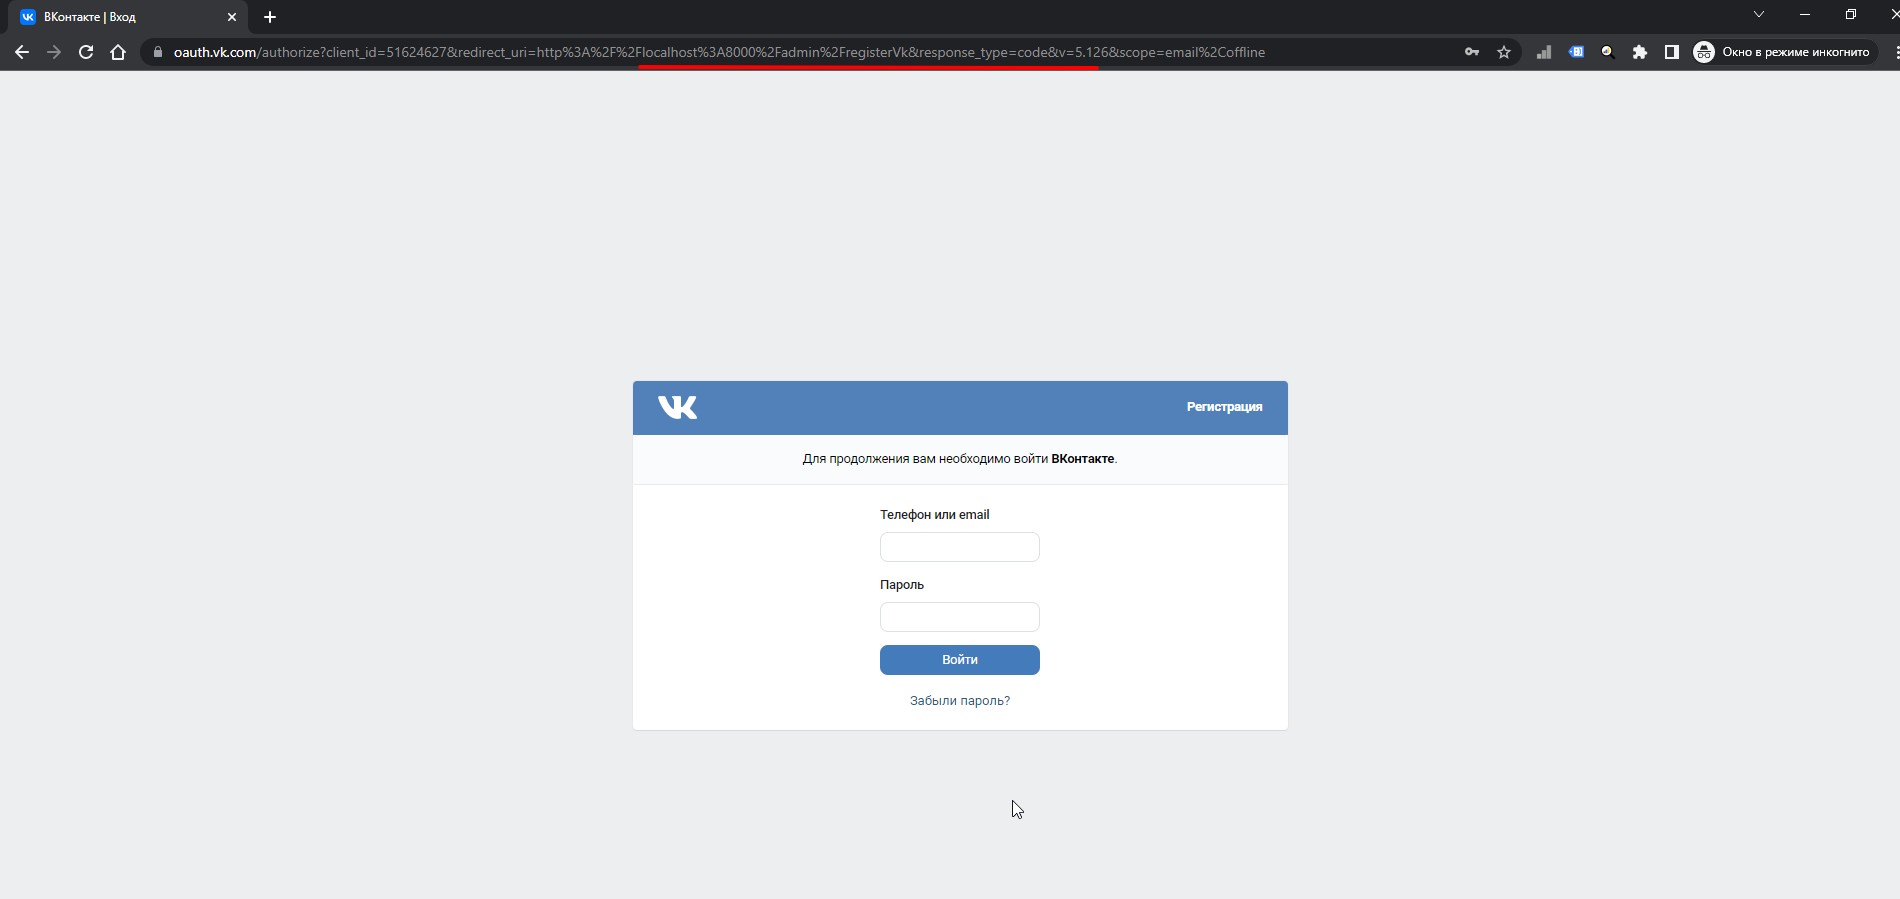 ВКонтакте | Вход
oauth.vk.com/authorize?client_id=51624627&redirect_uri=http%3A%2F%2Flocalhost%3A8000%2Fadmin%2FregisterVk&response_type=code&v=5.126&scope=email%2Coffline
Окно в режиме инкогнито
Регистрация
Для продолжения вам необходимо войти ВКонтакте.
Телефон или email
Пароль
Войти
Забыли пароль?